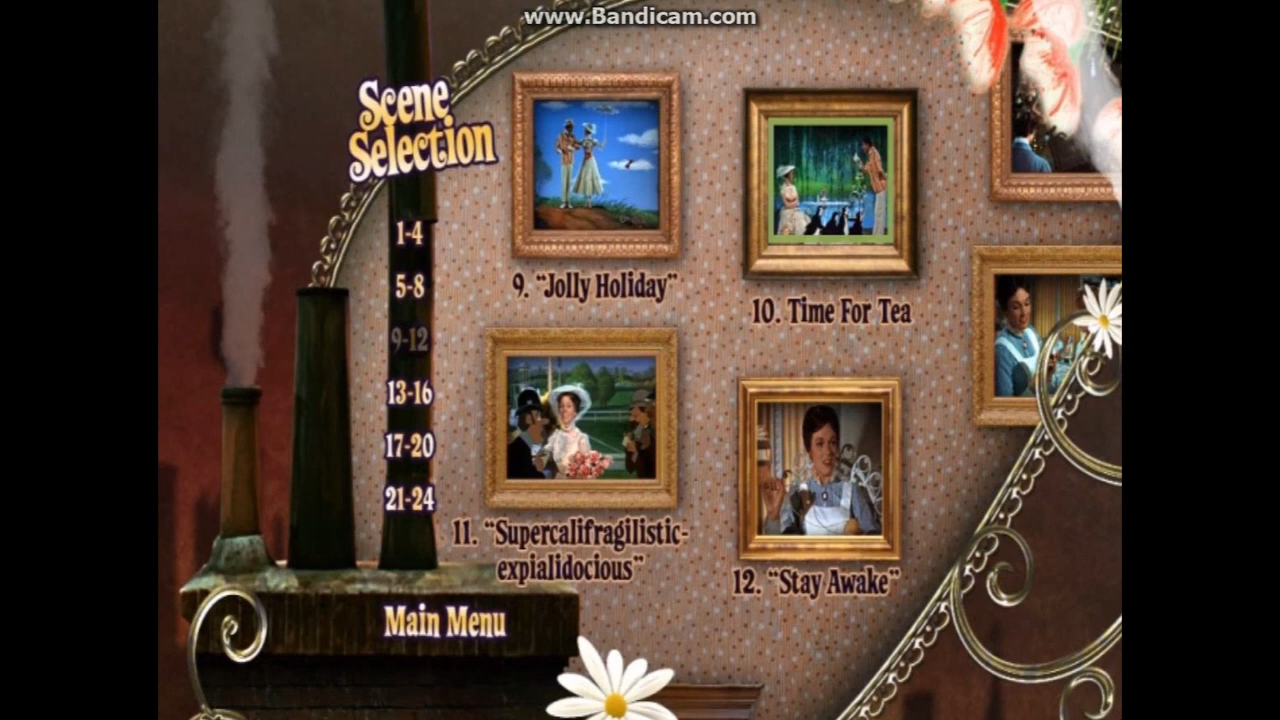 www.Bandicam.com
Scene
Selection
1-4
5-8
9-12
13-16
17-20
21-24
9. “Jolly Holiday”
10. Time For Tea
11. “Supercalifragilistic-
expialidocious”
12. “Stay Awake”
Main Menu